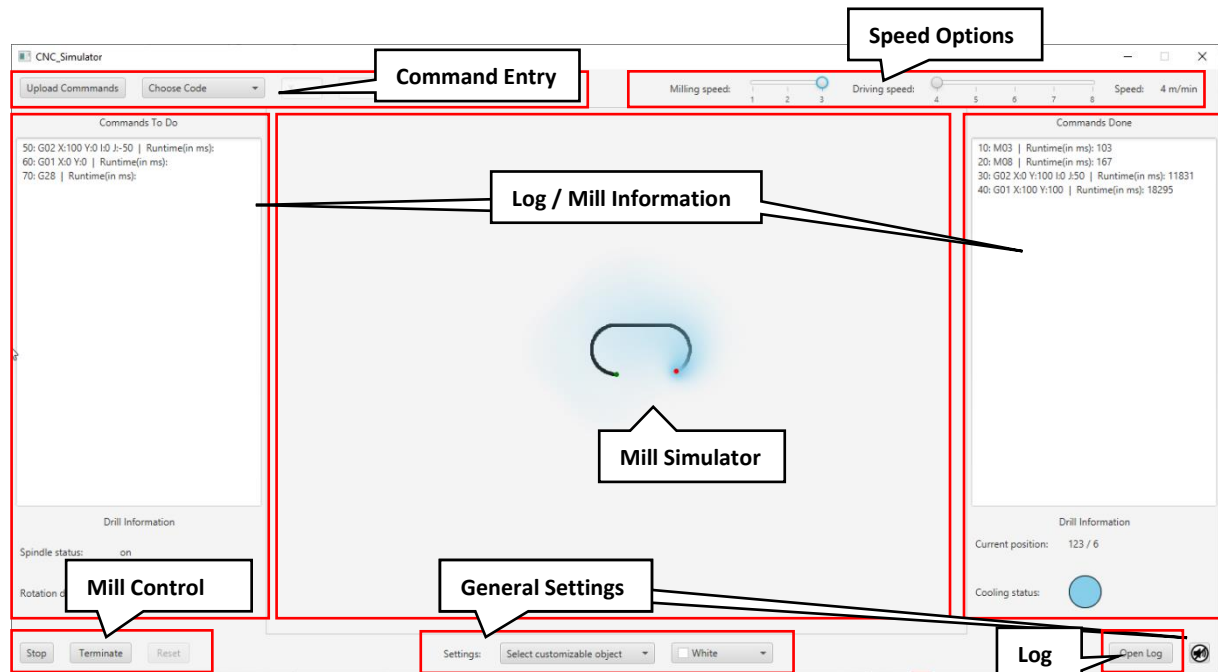 Speed Options
CNC_Simulator
Command Entry
Upload Commmands
Choose Code
Milling speed:
1 2 3
Driving speed:
4 5 6 7 8
Speed: 4 m/min
Commands To Do
50: G02 X:100 Y:0 I:0 J:-50 | Runtime(in ms):
60: G01 X:0 Y:0 | Runtime(in ms):
70: G28 | Runtime(in ms):
Commands Done
10: M03 | Runtime(in ms): 103
20: M08 | Runtime(in ms): 167
30: G02 X:0 Y:100 I:0 J:50 | Runtime(in ms): 11831
40: G01 X:100 Y:100 | Runtime(in ms): 18295
Log / Mill Information
Mill Simulator
Drill Information
Spindle status: on
Rotation d
Drill Information
Current position: 123 / 6
Cooling status:
Mill Control
General Settings
Log
Stop
Terminate
Reset
Settings:
Select customizable object
White
Open Log